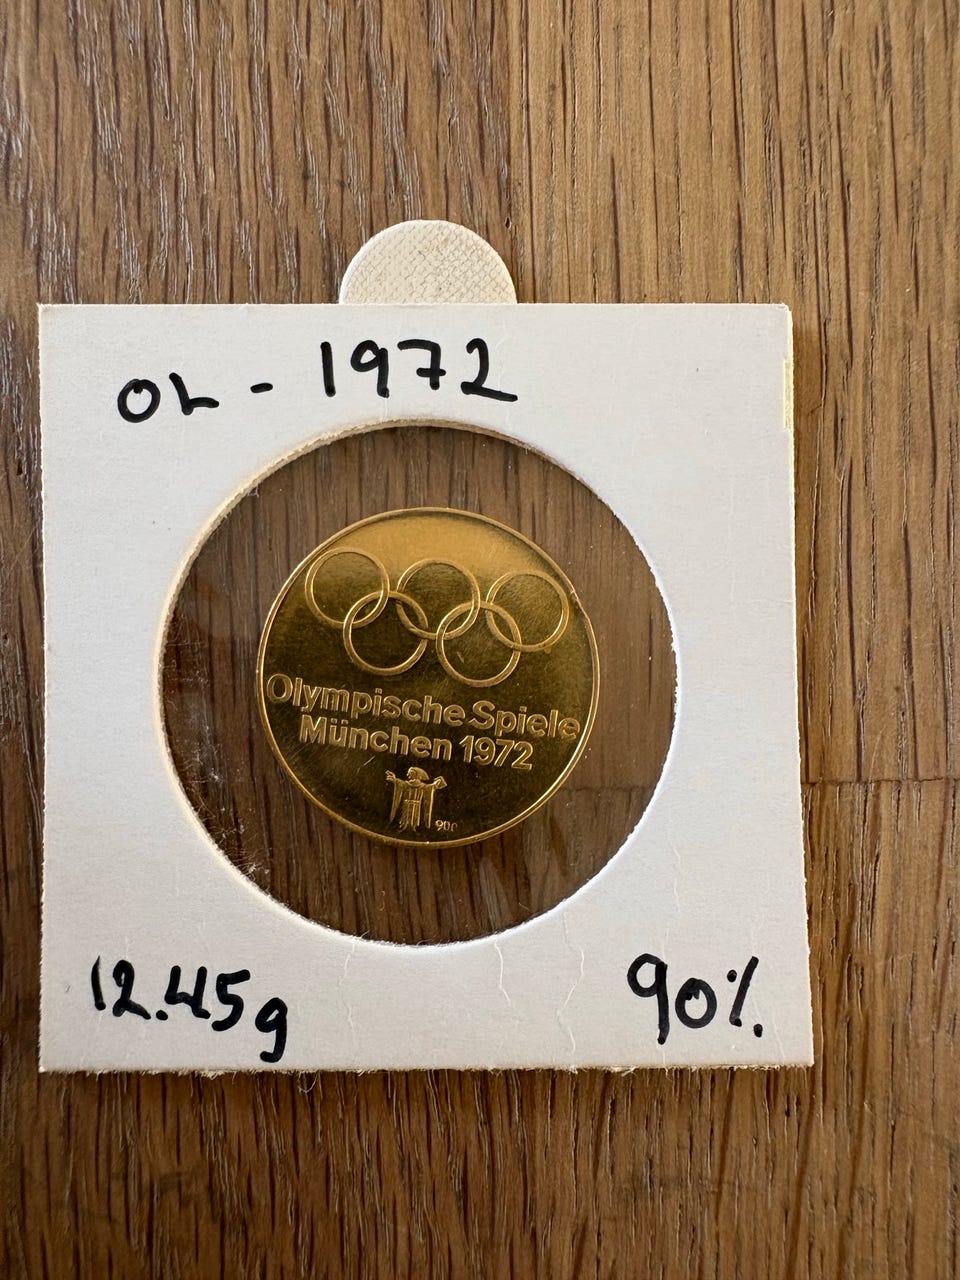 OL - 1972
Olympische Spiele
München 1972
900
12.45g
90%